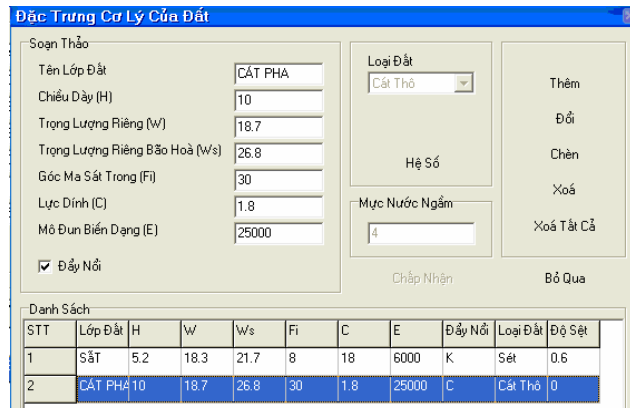 Đặc Trưng Cơ Lý Của Đất
Soạn Thảo
Tên Lớp Đất CÁT PHA
Chiều Dày (H) 10
Trọng Lượng Riêng (W) 18.7
Trọng Lượng Riêng Bão Hoà (Ws) 26.8
Góc Ma Sát Trong (Fi) 30
Lực Dính (C) 1.8
Mô Đun Biến Dạng (E) 25000
Đẩy Nổi
Loại Đất
Cát Thô
Hệ Số
Mực Nước Ngầm
4
Thêm
Đổi
Chèn
Xoá
Xoá Tất Cả
Chấp Nhận
Bỏ Qua
Danh Sách
STT Lớp Đất H W Ws Fi C E Đẩy Nổi Loại Đất Độ Sệt
1 SẴT 5.2 18.3 21.7 8 18 6000 K Sét 0.6
2 CÁT PHA 10 18.7 26.8 30 1.8 25000 C Cát Thô 0